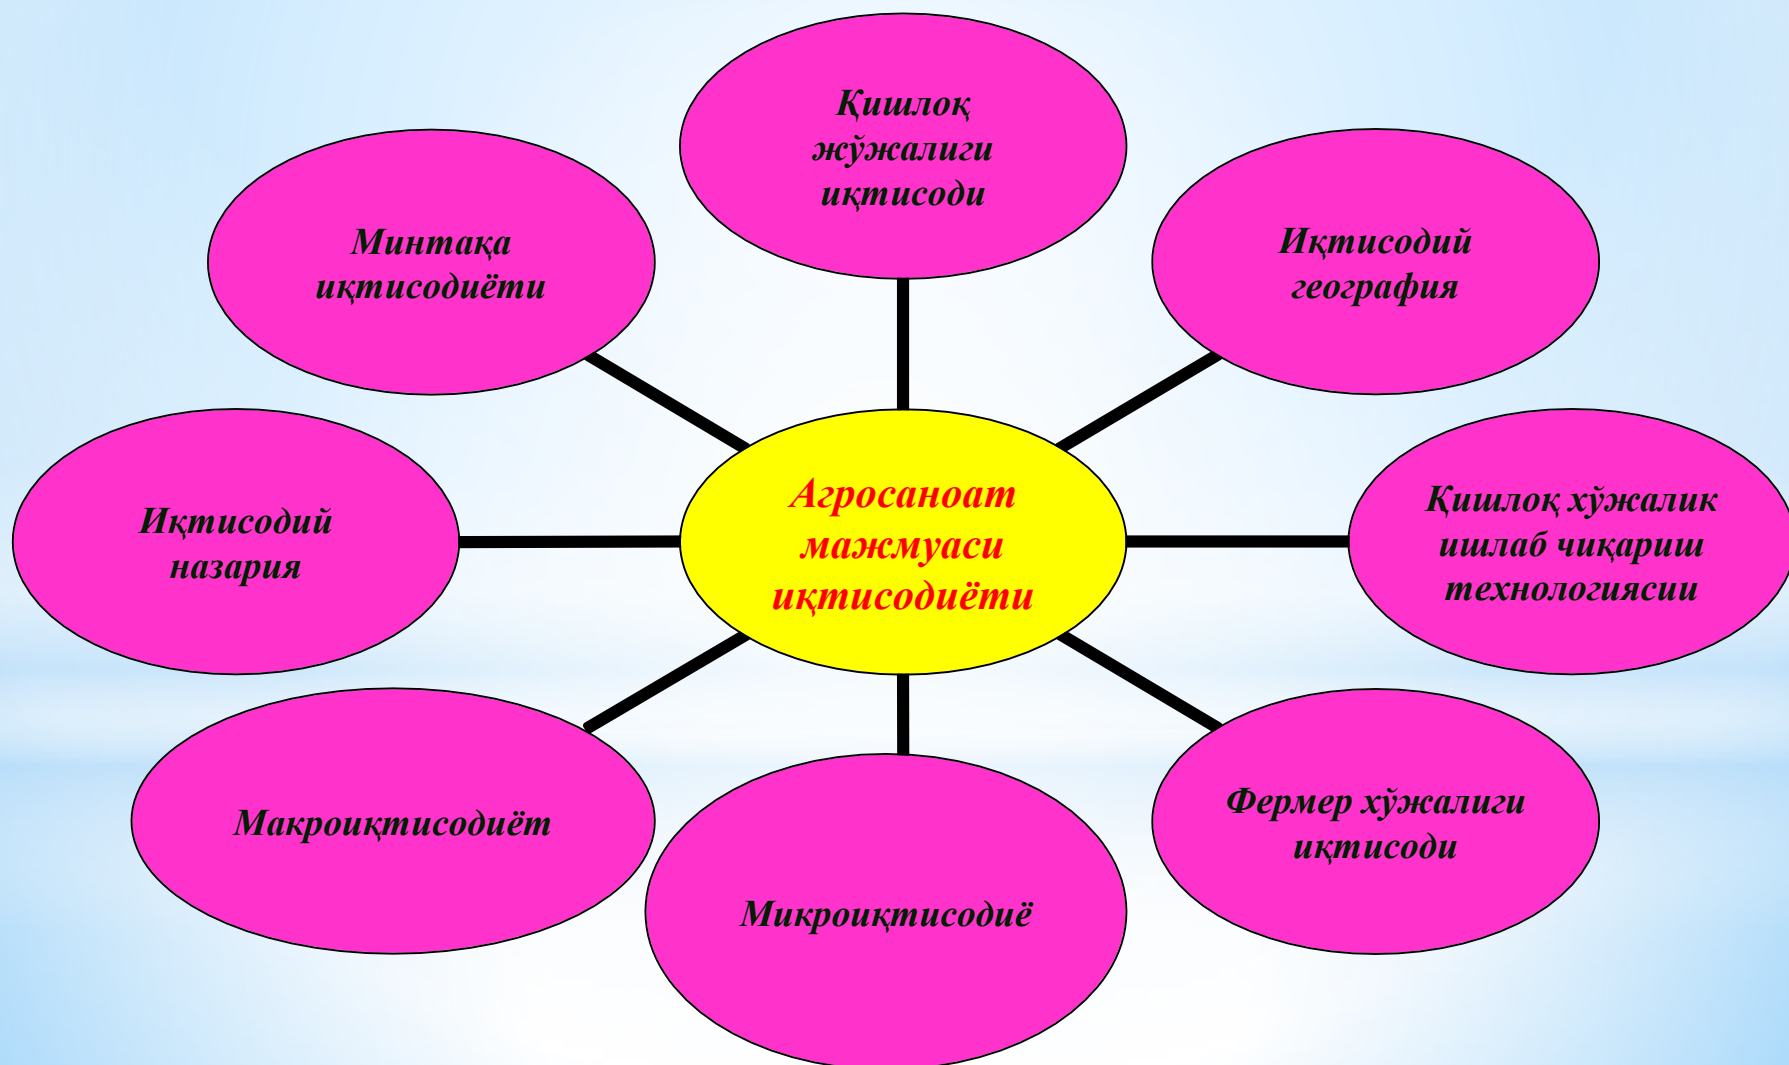 Қишлоқ
жўжалиги
иқтисоди
Минтақа
иқтисодиёти
Иқтисодий
география
Иқтисодий
назария
Агросаноат
мажмуаси
иқтисодиёти
Қишлоқ хўжалик
ишлаб чиқариш
технологиясии
Макроиқтисодиёт
Микроиқтисодиё
Фермер хўжалиги
иқтисоди